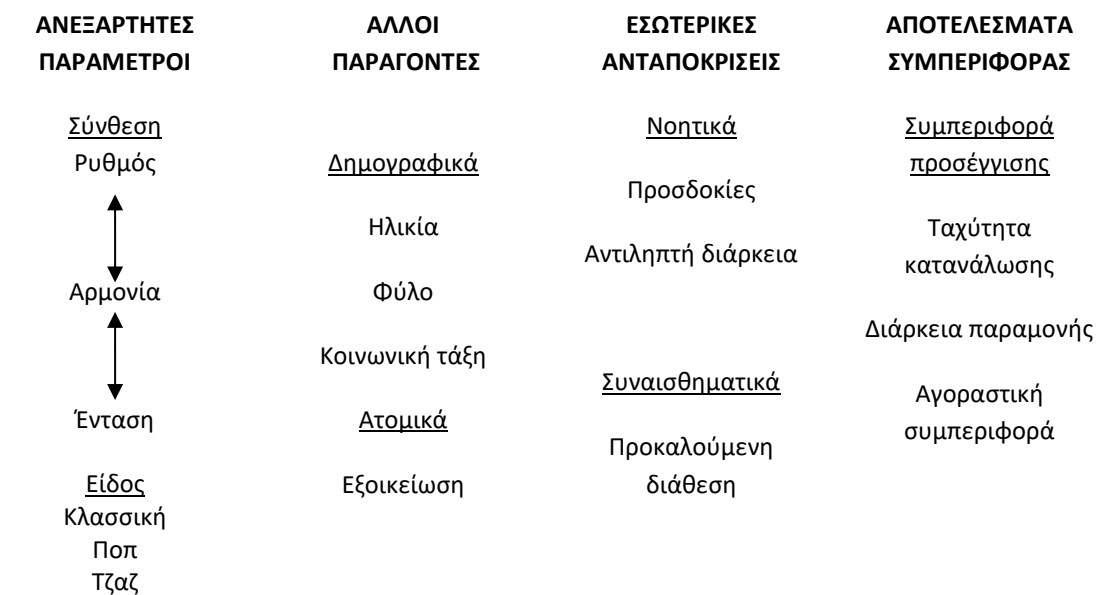 ΑΝΕΞΑΡΤΗΤΕΣ
ΠΑΡΑΜΕΤΡΟΙ
Σύνθεση
Ρυθμός
Αρμονία
Ένταση
Είδος
Κλασσική
Ποπ
Τζαζ
ΑΛΛΟΙ
ΠΑΡΑΓΟΝΤΕΣ
Δημογραφικά
Ηλικία
Φύλο
Κοινωνική τάξη
Ατομικά
Εξοικείωση
ΕΣΩΤΕΡΙΚΕΣ
ΑΝΤΑΠΟΚΡΙΣΕΙΣ
Νοητικά
Προσδοκίες
Αντιληπτή διάρκεια
Συναισθηματικά
Προκαλούμενη
διάθεση
ΑΠΟΤΕΛΕΣΜΑΤΑ
ΣΥΜΠΕΡΙΦΟΡΑΣ
Συμπεριφορά
προσέγγισης
Ταχύτητα
κατανάλωσης
Διάρκεια παραμονής
Αγοραστική
συμπεριφορά